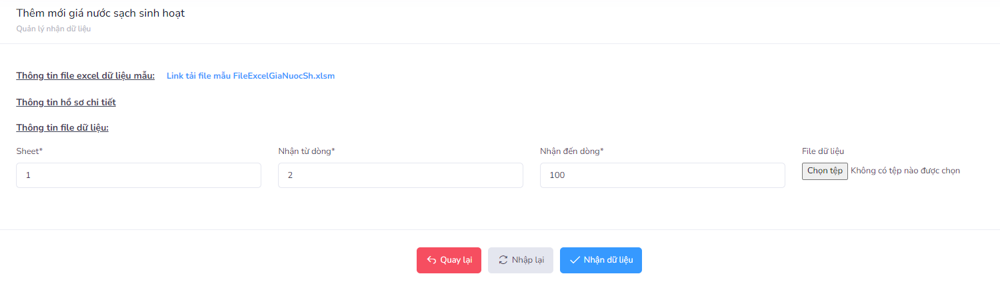 Thêm mới giá nước sạch sinh hoạt
Quản lý nhận dữ liệu
Thông tin file excel dữ liệu mẫu: Link tải file mẫu FileExcelGiaNuocSh.xlsm
Thông tin hồ sơ chi tiết
Thông tin file dữ liệu:
Sheet* Nhận từ dòng* Nhận đến dòng* File dữ liệu
1 2 100 Chọn tệp Không có tệp nào được chọn
Quay lại Nhập lại Nhận dữ liệu